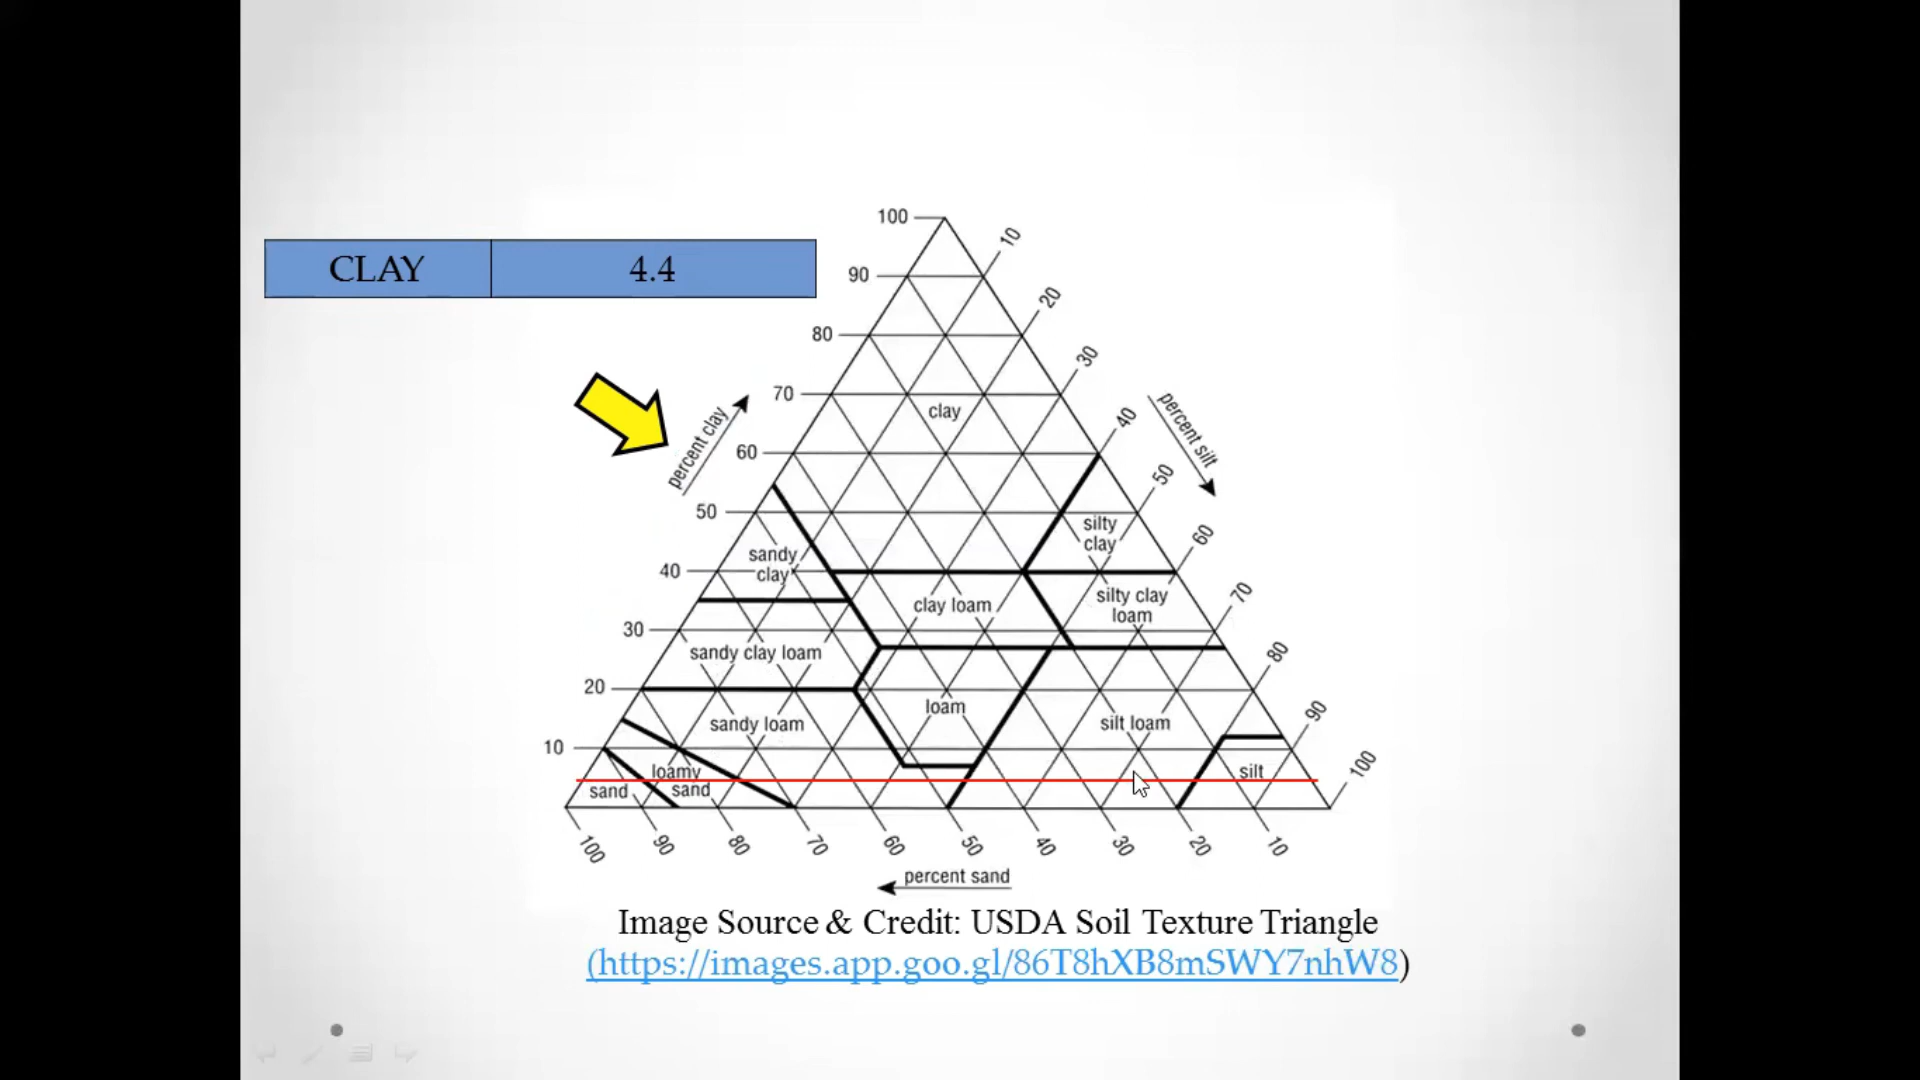 CLAY 4.4
100
90
80
70
60
50
40
30
20
10
percent clay
10
20
30
40
50
60
70
80
90
100
percent silt
clay
silty
clay
sandy
clay
clay loam
silty clay
loam
sandy clay loam
loam
sandy loam
silt loam
loamy
sand
sand
silt
100 90 80 70 60 50 40 30 20 10
percent sand
Image Source & Credit: USDA Soil Texture Triangle
(https://images.app.goo.gl/86T8hXB8mSWY7nhW8)